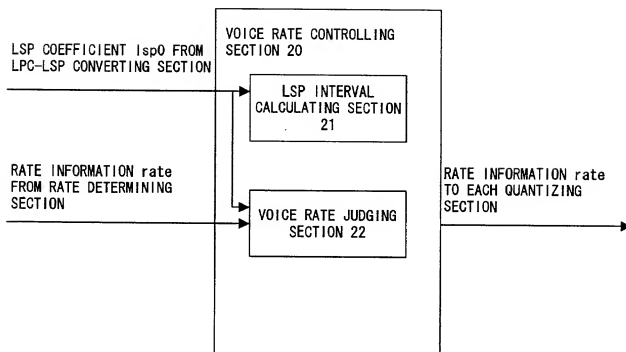 VOICE RATE CONTROLLING
SECTION 20
LSP COEFFICIENT lsp0 FROM
LPC-LSP CONVERTING SECTION
LSP INTERVAL
CALCULATING SECTION
21
RATE INFORMATION rate
FROM RATE DETERMINING
SECTION
VOICE RATE JUDGING
SECTION 22
RATE INFORMATION rate
TO EACH QUANTIZING
SECTION